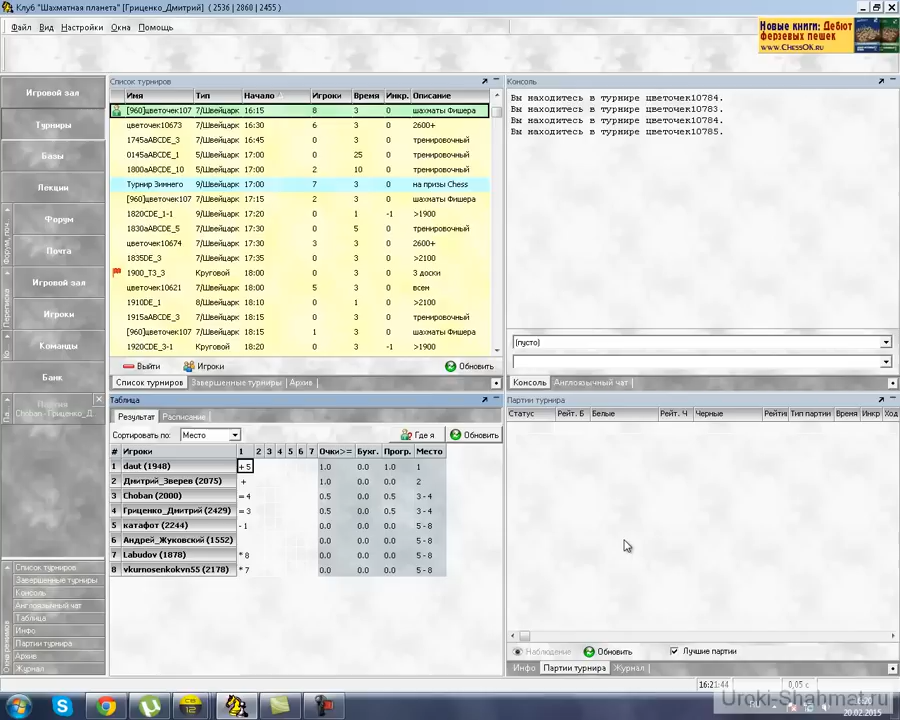 Клуб "Шахматная планета" [Гриценко_Дмитрий] ( 2536 | 2860 | 2455 )
Файл Вид Настройки Окна Помощь
Новые книги: Дебют ферзевых пешек
www.ChessOK.ru
Игровой зал
Турниры
Базы
Лекции
Форум
Почта
Игровой зал
Игроки
Команды
Банк
Форум, поч
Переписка
Ко...
Па...
Партия
Choban - Гриценко_Д
Список турниров
Завершенные турниры
Консоль
Англоязычный чат
Таблица
Инфо
Партии турнира
Архив
Журнал
Окна режимов
Список турниров
Имя Тип Начало Игроки Время Инкр. Описание
[960]цветочек107 7/Швейцарк 16:15 8 3 0 шахматы Фишера
цветочек10673 7/Швейцарк 16:30 6 3 0 2600+
1745aABCDE_3 7/Швейцарк 16:45 0 3 0 тренировочный
0145aABCDE_1 5/Швейцарк 17:00 0 25 0 тренировочный
1800aABCDE_10 5/Швейцарк 17:00 2 10 0 тренировочный
Турнир Зимнего 9/Швейцарк 17:00 7 3 0 на призы Chess
[960]цветочек107 7/Швейцарк 17:15 2 3 0 шахматы Фишера
1820CDE_1-1 9/Швейцарк 17:20 0 1 -1 >1900
1830aABCDE_5 7/Швейцарк 17:30 0 5 0 тренировочный
цветочек10674 7/Швейцарк 17:30 3 3 0 2600+
1835DE_3 7/Швейцарк 17:35 0 3 0 >2100
1900_T3_3 Круговой 18:00 0 3 0 3 доски
цветочек10621 7/Швейцарк 18:00 5 3 0 всем
1910DE_1 8/Швейцарк 18:10 0 1 0 >2100
1915aABCDE_3 7/Швейцарк 18:15 0 3 0 тренировочный
[960]цветочек107 7/Швейцарк 18:15 1 3 0 шахматы Фишера
1920CDE_3-1 Круговой 18:20 0 3 -1 >1900
Выйти Игроки Обновить
Список турниров Завершенные турниры Архив
Консоль
Вы находитесь в турнире цветочек10784.
Вы находитесь в турнире цветочек10783.
Вы находитесь в турнире цветочек10784.
Вы находитесь в турнире цветочек10785.
(пусто)
Консоль Англоязычный чат
Таблица
Результат Расписание
Сортировать по: Место Где я Обновить
# Игроки 1 2 3 4 5 6 7 Очки>= Бухг. Прогр. Место
1 daut (1948) + 5 1.0 0.0 1.0 1
2 Дмитрий_Зверев (2075) + 1.0 0.0 1.0 2
3 Choban (2000) = 4 0.5 0.0 0.5 3 - 4
4 Гриценко_Дмитрий (2429) = 3 0.5 0.0 0.5 3 - 4
5 катафот (2244) - 1 0.0 0.0 0.0 5 - 8
6 Андрей_Жуковский (1552) 0.0 0.0 0.0 5 - 8
7 Labudov (1878) * 8 0.0 0.0 0.0 5 - 8
8 vkurnosenkokvn55 (2178) * 7 0.0 0.0 0.0 5 - 8
Партии турнира
Статус Рейт. Б Белые Рейт. Ч Черные Рейтин Тип партии Время Инкр Ход
Наблюдение Обновить Лучшие партии
Инфо Партии турнира Журнал
16:21:44 0,05 с.
Uroki-Shahmat.ru
20.02.2015